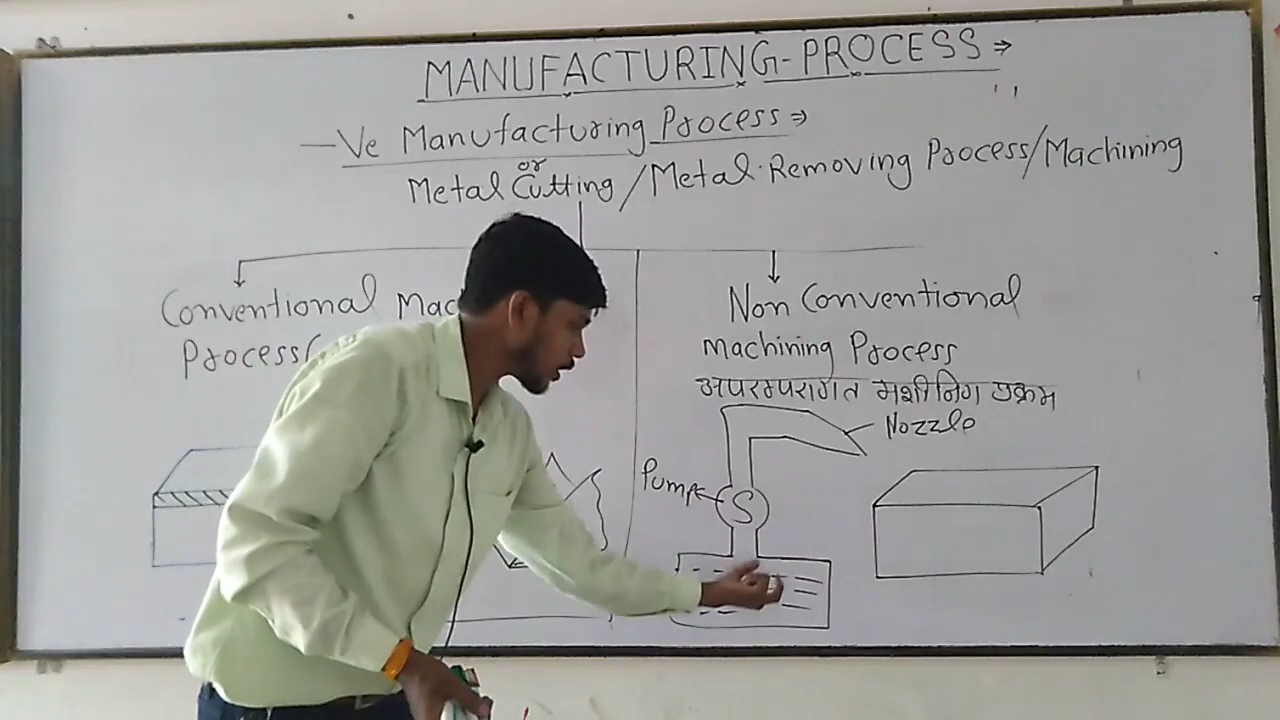 MANUFACTURING-PROCESS ⇒
-Ve Manufacturing Process ⇒
or
Metal Cutting / Metal Removing Process / Machining
Conventional
Process
Non Conventional
Machining Process
अपरम्परागत मशीनिंग प्रक्रम
Nozzle
Pump
S